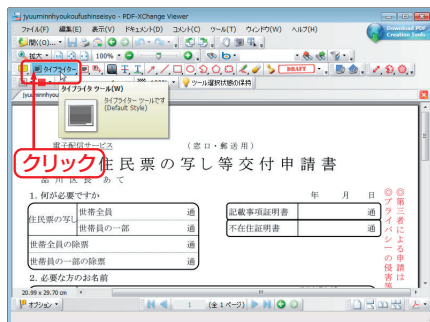 jyuuminnhyoukoufushinseisyo - PDF-XChange Viewer
ファイル(F) 編集(E) 表示(V) ドキュメント(D) コメント(C) ツール(T) ウィンドウ(W) ヘルプ(H)
Download PDF Creation Tools
開く(O)...
拡大 100%
タイプライター DRAFT
ツール選択状態の保持
タイプライタ ツール(W)
タイプライター ツールです
(Default Style)
クリック
電子配信サービス (窓口・郵送用)
住民票の写し等交付申請書
品川区長 あて
1. 何が必要ですか 年 月 日
住民票の写し 世帯全員 通 記載事項証明書 通
世帯員の一部 通 不在住証明書 通
世帯全員の除票 通
世帯員の一部の除票 通
2. 必要な方のお名前
◎第三者による申請は
◎プライバシーの侵害等
20.99 x 29.70 cm
オプション 1 (全 1 ページ)